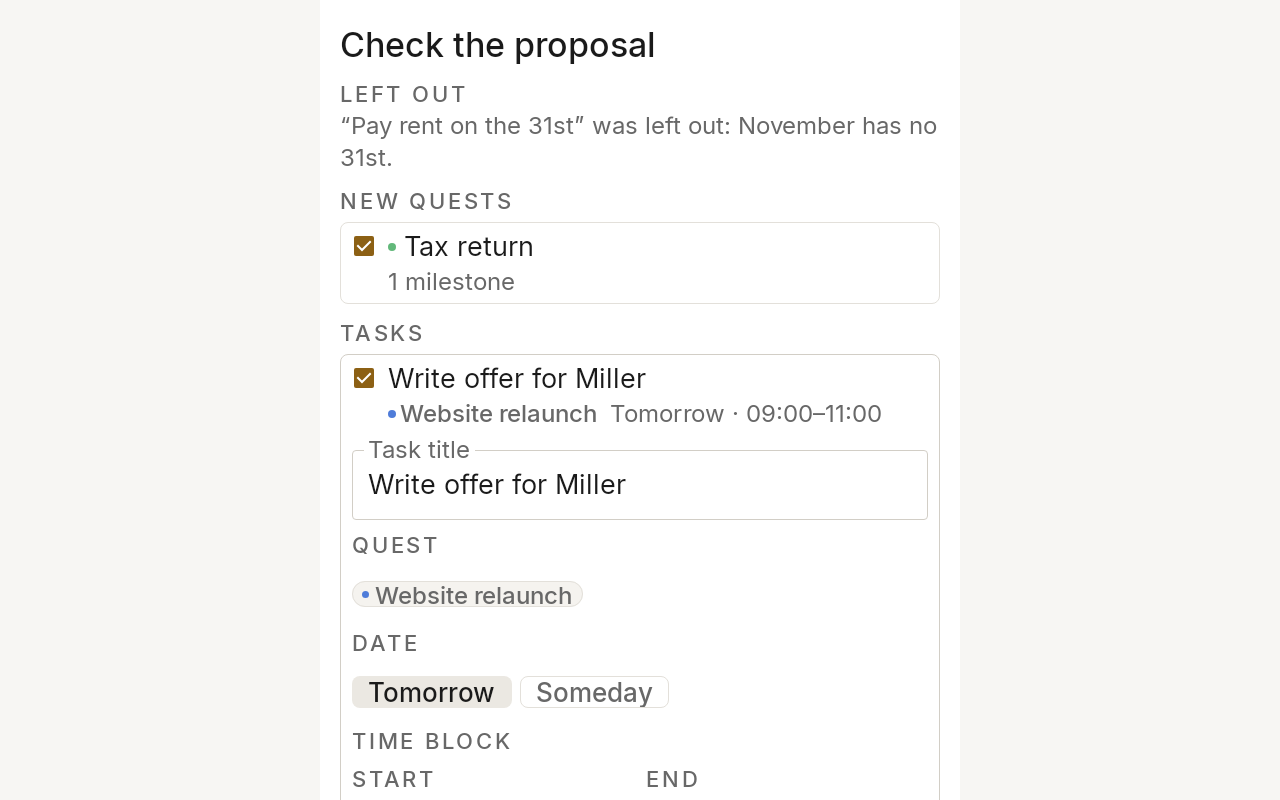 Check the proposal
LEFT OUT
“Pay rent on the 31st” was left out: November has no
31st.
NEW QUESTS
Tax return
1 milestone
TASKS
Write offer for Miller
Website relaunch Tomorrow · 09:00–11:00
Task title
Write offer for Miller
QUEST
Website relaunch
DATE
Tomorrow Someday
TIME BLOCK
START END